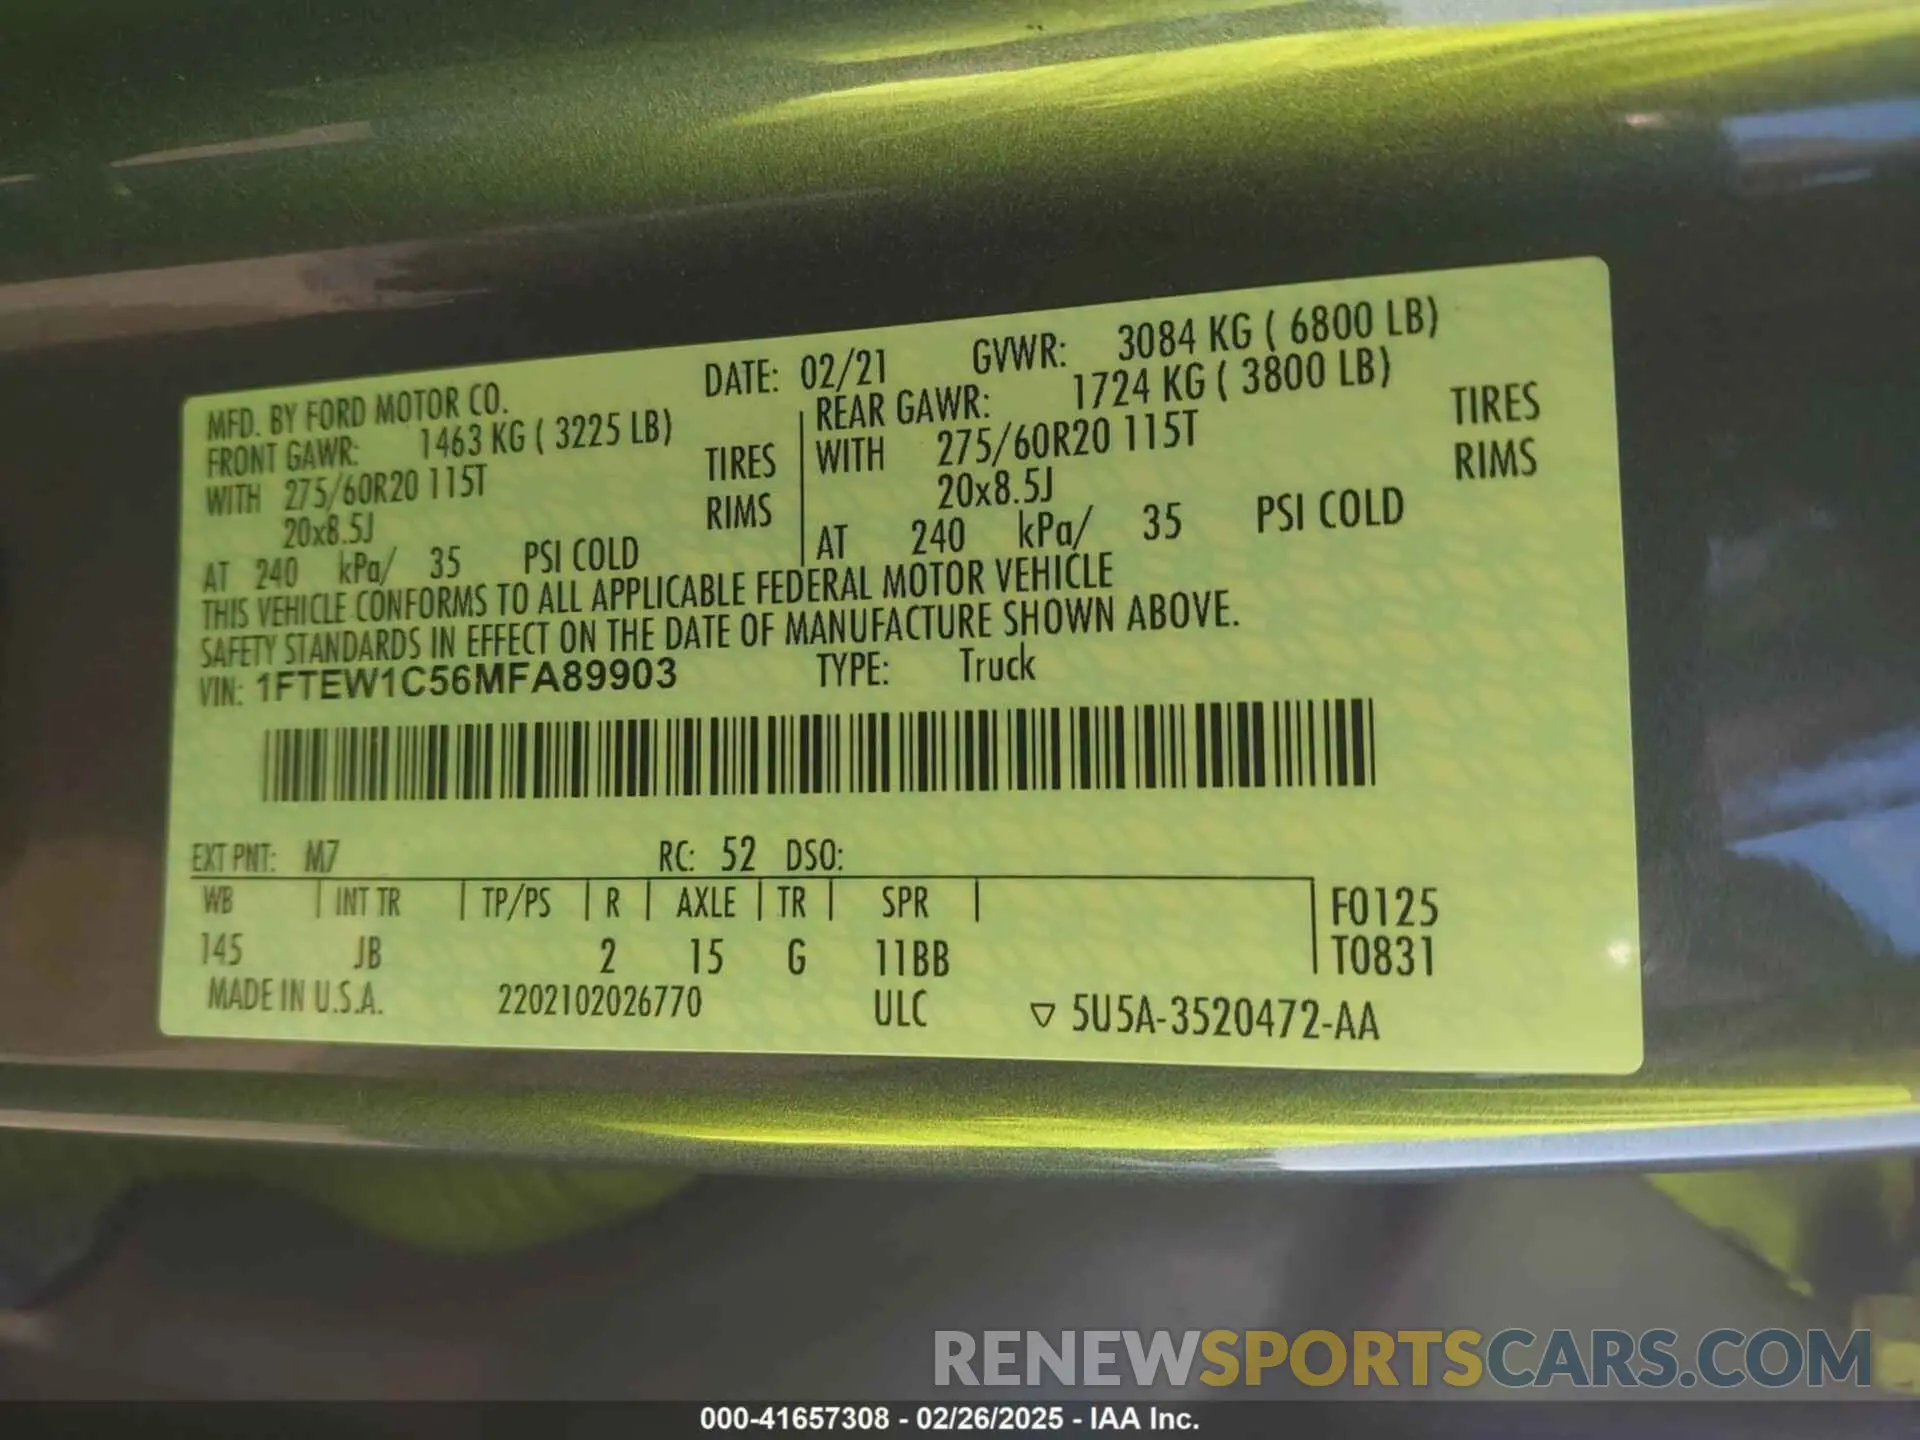 MFD. BY FORD MOTOR CO. DATE: 02/21 GVWR: 3084 KG ( 6800 LB)
FRONT GAWR: 1463 KG ( 3225 LB) REAR GAWR: 1724 KG ( 3800 LB)
WITH 275/60R20 115T TIRES WITH 275/60R20 115T TIRES
20x8.5J RIMS 20x8.5J RIMS
AT 240 kPa/ 35 PSI COLD AT 240 kPa/ 35 PSI COLD
THIS VEHICLE CONFORMS TO ALL APPLICABLE FEDERAL MOTOR VEHICLE
SAFETY STANDARDS IN EFFECT ON THE DATE OF MANUFACTURE SHOWN ABOVE.
VIN: 1FTEW1C56MFA89903 TYPE: Truck
EXT PNT: M7 RC: 52 DSO:
WB INT TR TP/PS R AXLE TR SPR F0125
145 JB 2 15 G 11BB T0831
MADE IN U.S.A. 2202102026770 ULC ▽ 5U5A-3520472-AA
RENEWSPORTSCARS.COM
000-41657308 - 02/26/2025 - IAA Inc.